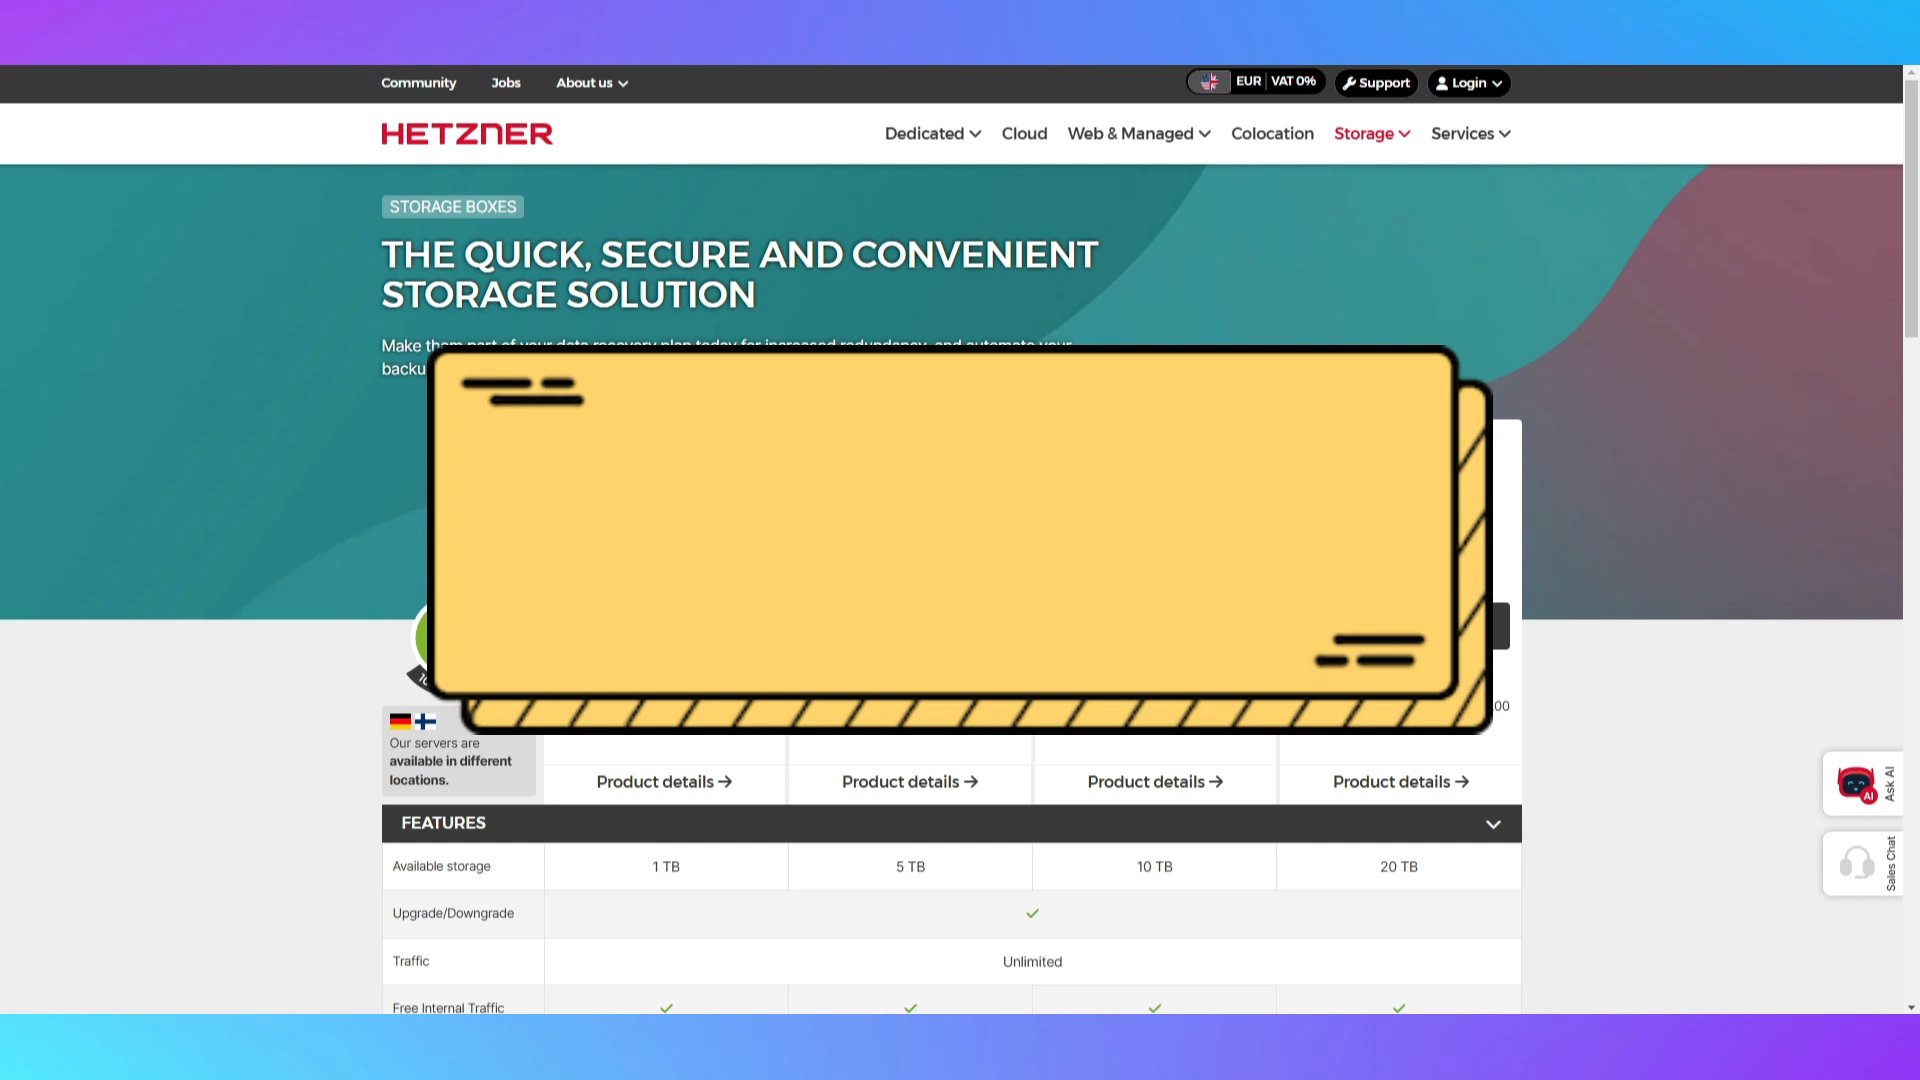 Community Jobs About us
EUR VAT 0% Support Login
HETZNER
Dedicated Cloud Web & Managed Colocation Storage Services
STORAGE BOXES
THE QUICK, SECURE AND CONVENIENT
STORAGE SOLUTION
Make them part of your data recovery plan today for increased redundancy, and automate your
Our servers are
available in different
locations.
Product details → Product details → Product details → Product details →
FEATURES
Available storage 1 TB 5 TB 10 TB 20 TB
Upgrade/Downgrade
Traffic Unlimited
Free Internal Traffic
Ask AI
AI
Sales Chat